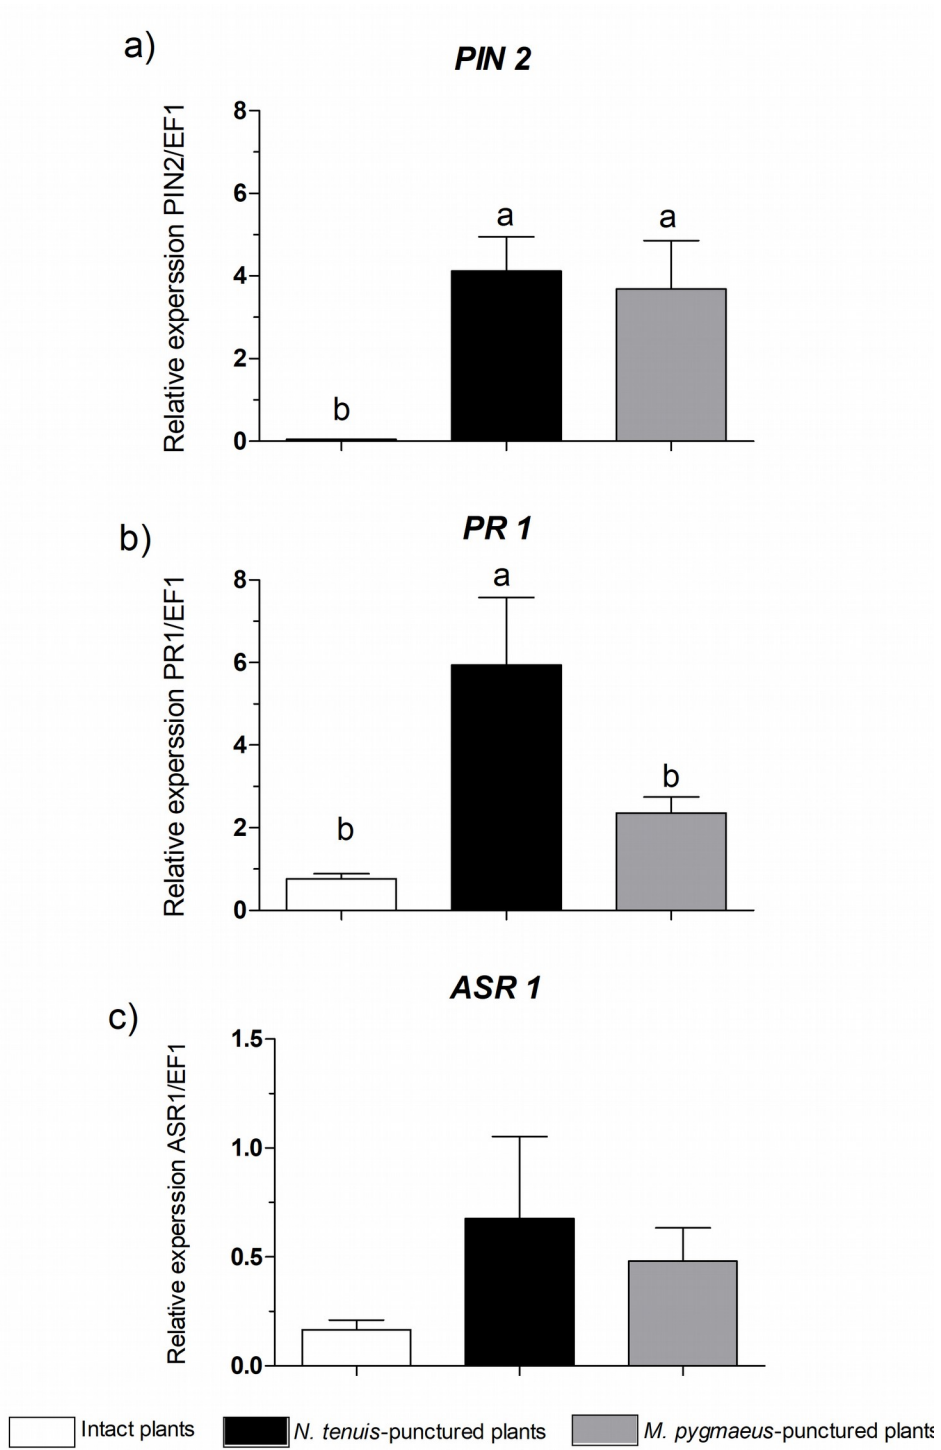 a)
PIN 2
Relative experssion PIN2/EF1
8
6
4
2
0
b
a
a
b)
PR 1
Relative experssion PR1/EF1
8
6
4
2
0
b
a
b
c)
ASR 1
Relative experssion ASR1/EF1
1.5
1.0
0.5
0.0
Intact plants
N. tenuis-punctured plants
M. pygmaeus-punctured plants